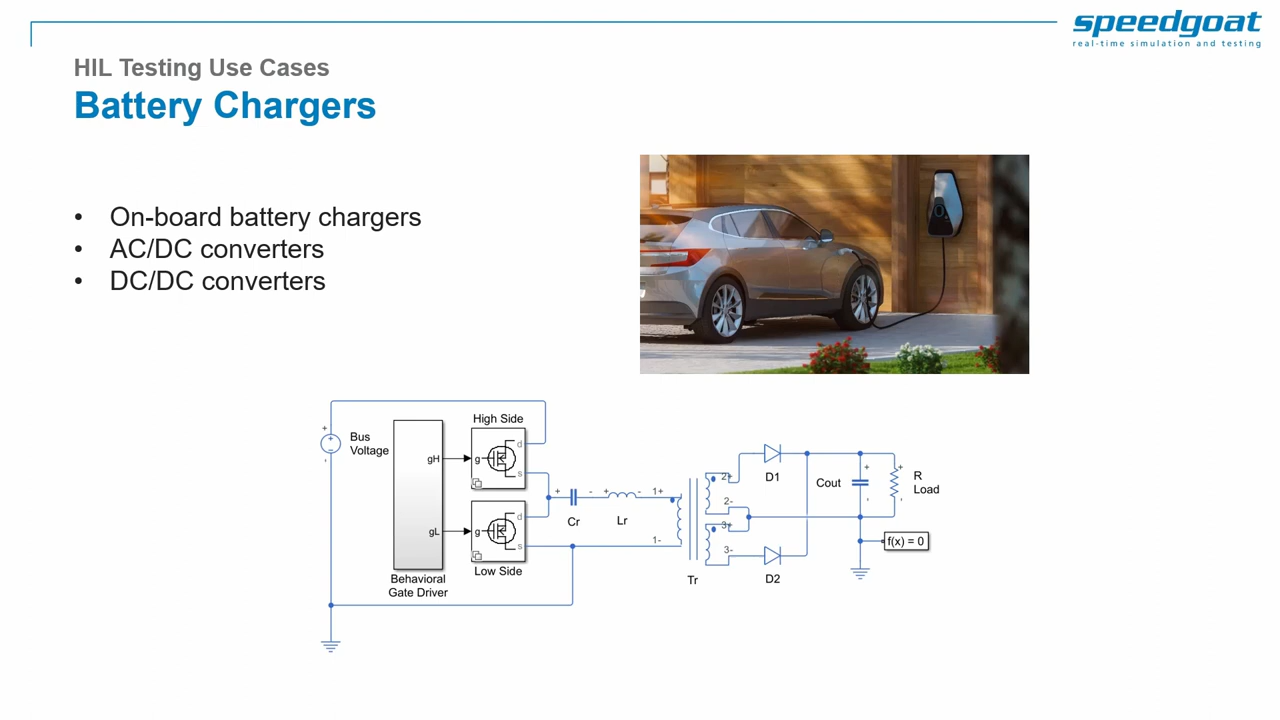 speedgoat
real-time simulation and testing
HIL Testing Use Cases
Battery Chargers
• On-board battery chargers
• AC/DC converters
• DC/DC converters
High Side
+
Bus
Voltage
+
-
-
gH
g
d
s
gL
g
d
s
Low Side
Behavioral
Gate Driver
+
-
Cr
+
-
Lr
1+
1-
2+
2-
3+
3-
Tr
D1
D2
Cout
+
-
+
-
R
Load
f(x) = 0